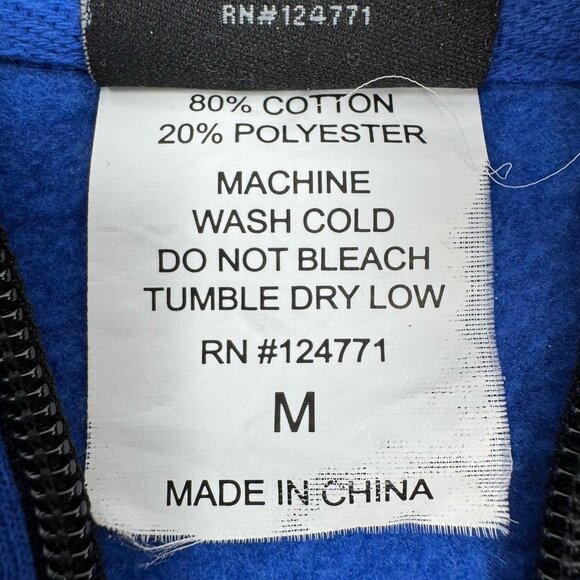 RN#124771
80% COTTON
20% POLYESTER
MACHINE
WASH COLD
DO NOT BLEACH
TUMBLE DRY LOW
RN #124771
M
MADE IN CHINA